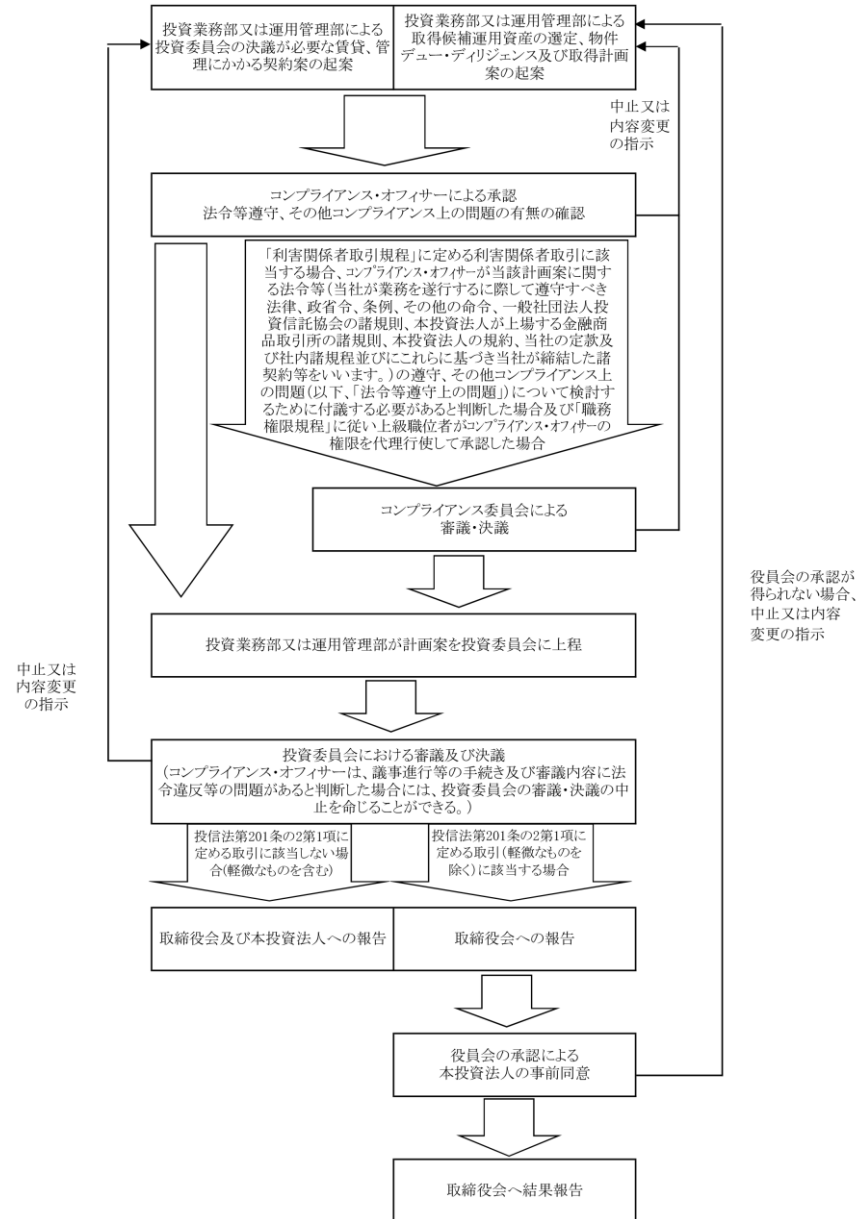 投資業務部又は運用管理部による
投資委員会の決議が必要な賃貸、管
理にかかる契約案の起案
投資業務部又は運用管理部による
取得候補運用資産の選定、物件
デュー・ディリジェンス及び取得計画
案の起案
中止又は
内容変更
の指示
コンプライアンス・オフィサーによる承認
法令等遵守、その他コンプライアンス上の問題の有無の確認
「利害関係者取引規程」に定める利害関係者取引に該
当する場合、コンプライアンス・オフィサーが当該計画案に関す
る法令等(当社が業務を遂行するに際して遵守すべき
法律、政省令、条例、その他の命令、一般社団法人投
資信託協会の諸規則、本投資法人が上場する金融商
品取引所の諸規則、本投資法人の規約、当社の定款及
び社内諸規程並びにこれらに基づき当社が締結した諸
契約等をいいます。)の遵守、その他コンプライアンス上
の問題(以下、「法令等遵守上の問題」)について検討す
るために付議する必要があると判断した場合及び「職務
権限規程」に従い上級職位者がコンプライアンス・オフィサーの
権限を代理行使して承認した場合
コンプライアンス委員会による
審議・決議
役員会の承認が
得られない場合、
中止又は内容
変更の指示
投資業務部又は運用管理部が計画案を投資委員会に上程
中止又は
内容変更
の指示
投資委員会における審議及び決議
(コンプライアンス・オフィサーは、議事進行等の手続き及び審議内容に法
令違反等の問題があると判断した場合には、投資委員会の審議・決議の中
止を命じることができる。)
投信法第201条の2第1項に
定める取引に該当しない場
合(軽微なものを含む)
投信法第201条の2第1項に
定める取引(軽微なものを
除く)に該当する場合
取締役会及び本投資法人への報告
取締役会への報告
役員会の承認による
本投資法人の事前同意
取締役会へ結果報告